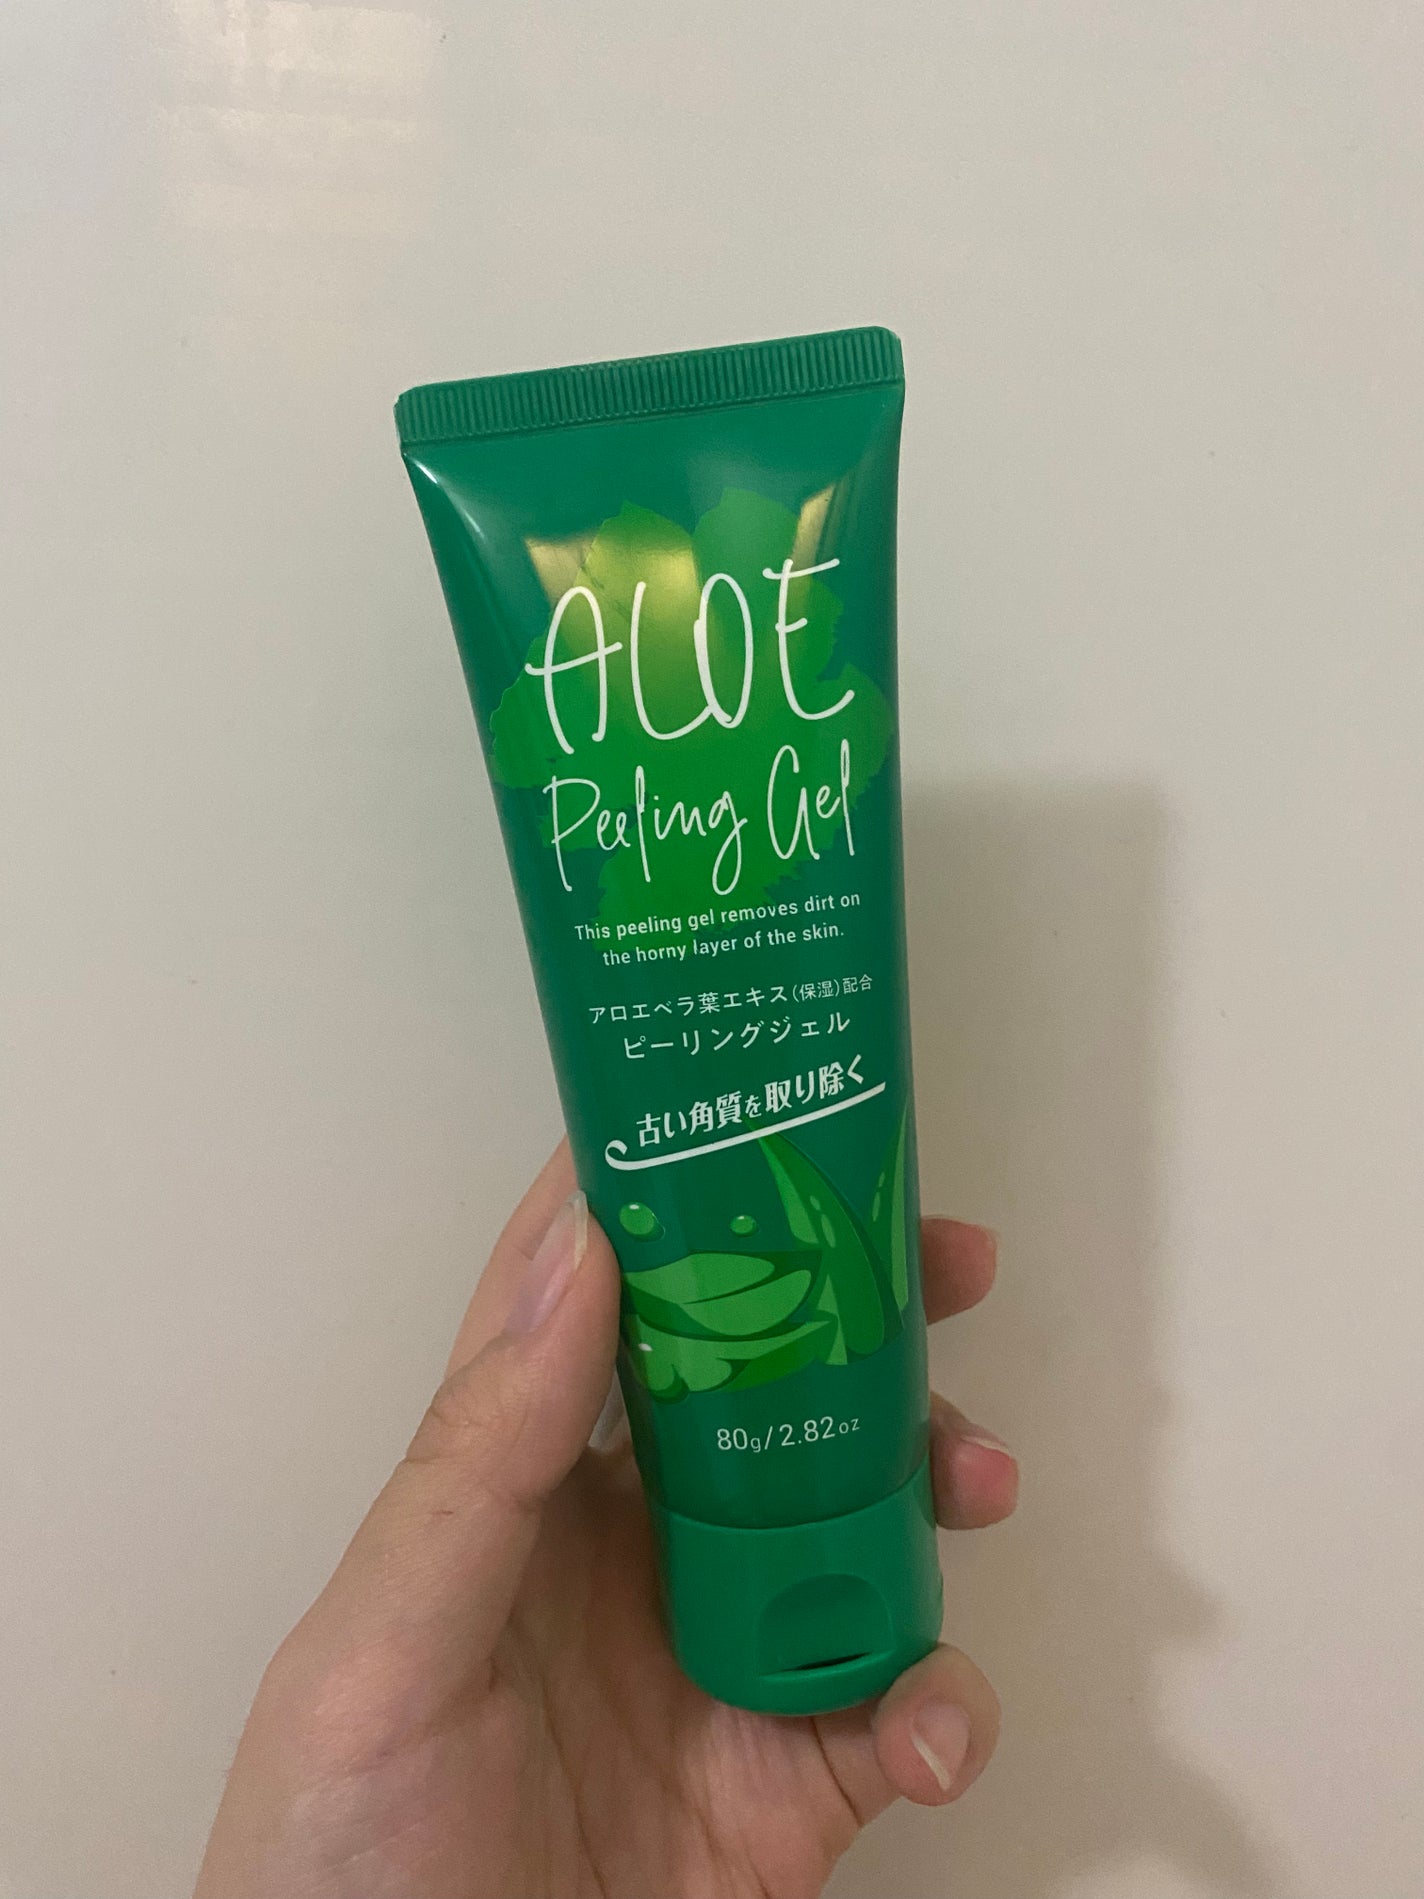 ALOE
Peeling Gel
This peeling gel removes dirt on
the horny layer of the skin.
アロエベラ葉エキス(保湿)配合
ピーリングジェル
古い角質を取り除く
80g/2.82oz